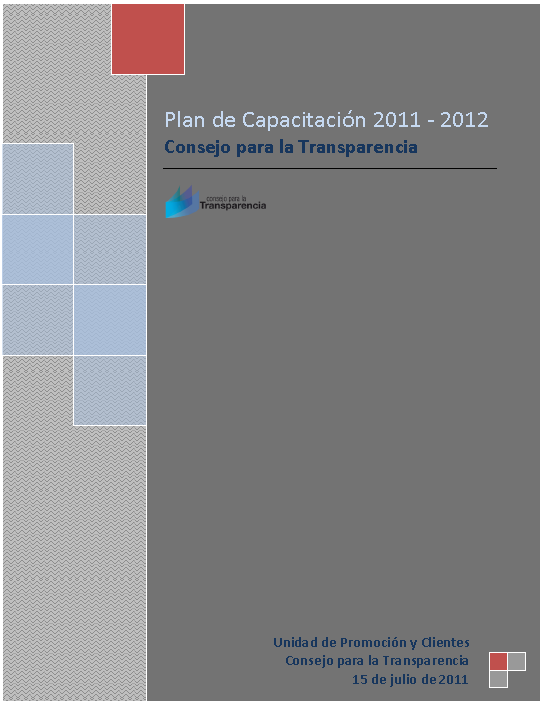 Plan de Capacitación 2011 - 2012
Consejo para la Transparencia
consejo para la
Transparencia
Unidad de Promoción y Clientes
Consejo para la Transparencia
15 de julio de 2011